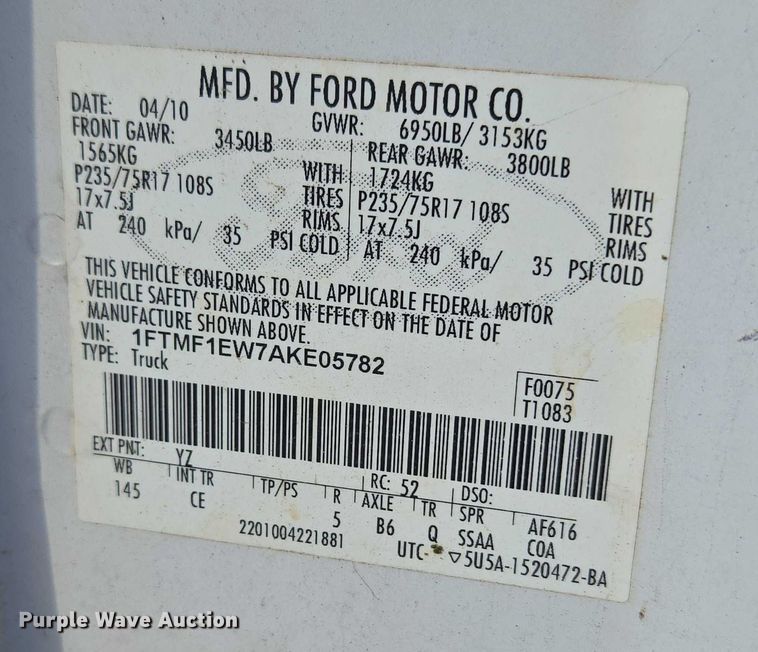 MFD. BY FORD MOTOR CO.
DATE: 04/10 GVWR: 6950LB/ 3153KG
FRONT GAWR: 3450LB REAR GAWR: 3800LB
1565KG WITH 1724KG WITH
P235/75R17 108S TIRES P235/75R17 108S TIRES
17x7.5J RIMS 17x7.5J RIMS
AT 240 kPa/ 35 PSI COLD AT 240 kPa/ 35 PSI COLD
THIS VEHICLE CONFORMS TO ALL APPLICABLE FEDERAL MOTOR
VEHICLE SAFETY STANDARDS IN EFFECT ON THE DATE OF
MANUFACTURE SHOWN ABOVE.
VIN: 1FTMF1EW7AKE05782
TYPE: Truck
F0075
T1083
EXT PNT: YZ RC: 52 DSO:
WB INT TR TP/PS R AXLE TR SPR AF616
145 CE 5 B6 Q SSAA COA
2201004221881 UTC- ▽5U5A-1520472-BA
Purple Wave Auction